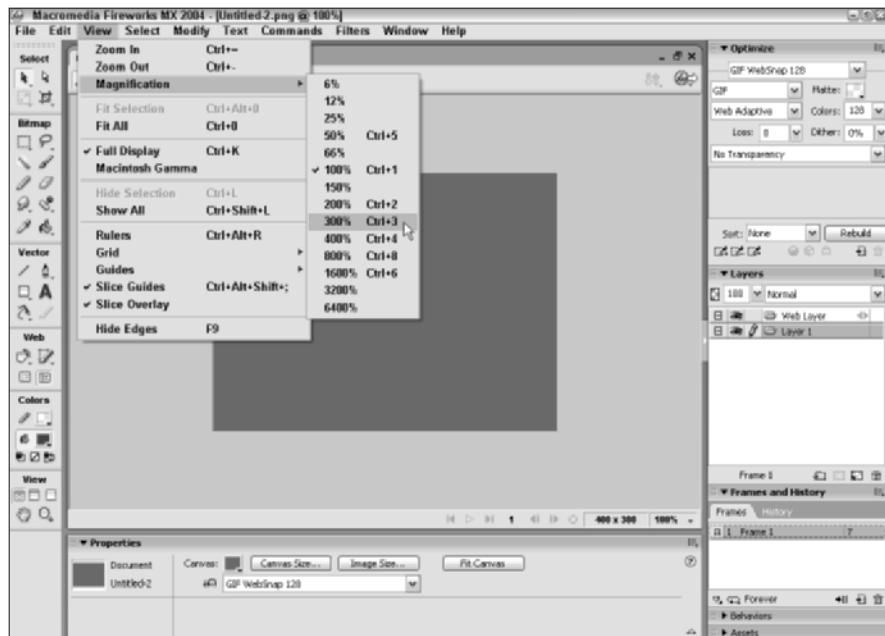 Macromedia Fireworks MX 2004 - [Untitled-2.png @ 100%]
File Edit View Select Modify Text Commands Filters Window Help
Select
Bitmap
Vector
Web
Colors
View
Zoom In Ctrl+=
Zoom Out Ctrl+-
Magnification
Fit Selection Ctrl+Alt+0
Fit All Ctrl+0
Full Display Ctrl+K
Macintosh Gamma
Hide Selection Ctrl+L
Show All Ctrl+Shift+L
Rulers Ctrl+Alt+R
Grid
Guides
Slice Guides Ctrl+Alt+Shift+;
Slice Overlay
Hide Edges F9
6%
12%
25%
50% Ctrl+5
66%
100% Ctrl+1
150%
200% Ctrl+2
300% Ctrl+3
400% Ctrl+4
800% Ctrl+8
1600% Ctrl+6
3200%
6400%
1
400 x 300 100%
Properties
Document
Untitled-2
Canvas: Canvas Size... Image Size... Fit Canvas
GIF WebSnap 128
Optimize
GIF WebSnap 128
GIF Matte:
Web Adaptive Colors: 128
Loss: 0 Dither: 0%
No Transparency
Sort: None Rebuild
Layers
100 Normal
Web Layer
Layer 1
Frame 1
Frames and History
Frames History
1 Frame 1 7
Forever
Behaviors
Assets